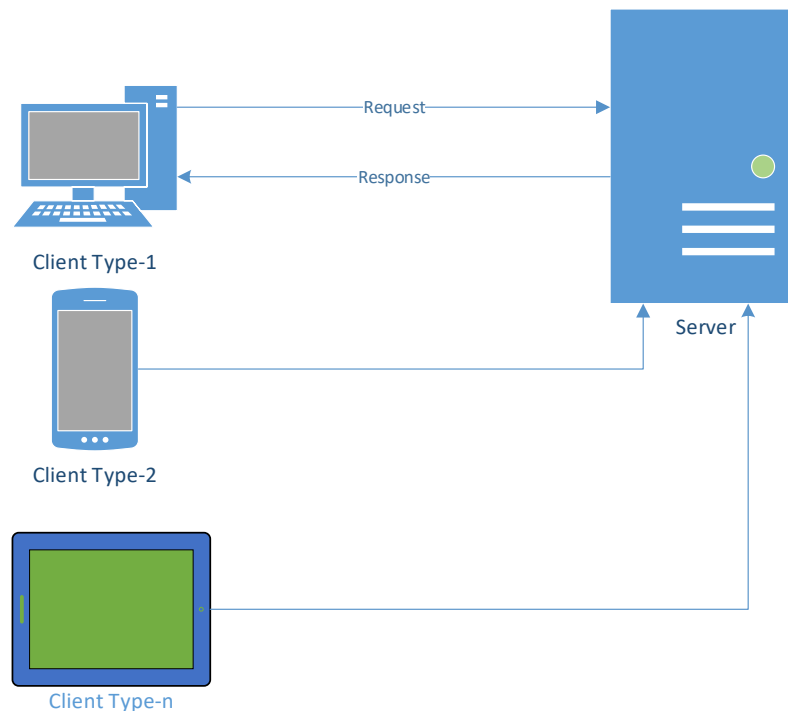 Request
Response
Client Type-1
Server
Client Type-2
Client Type-n